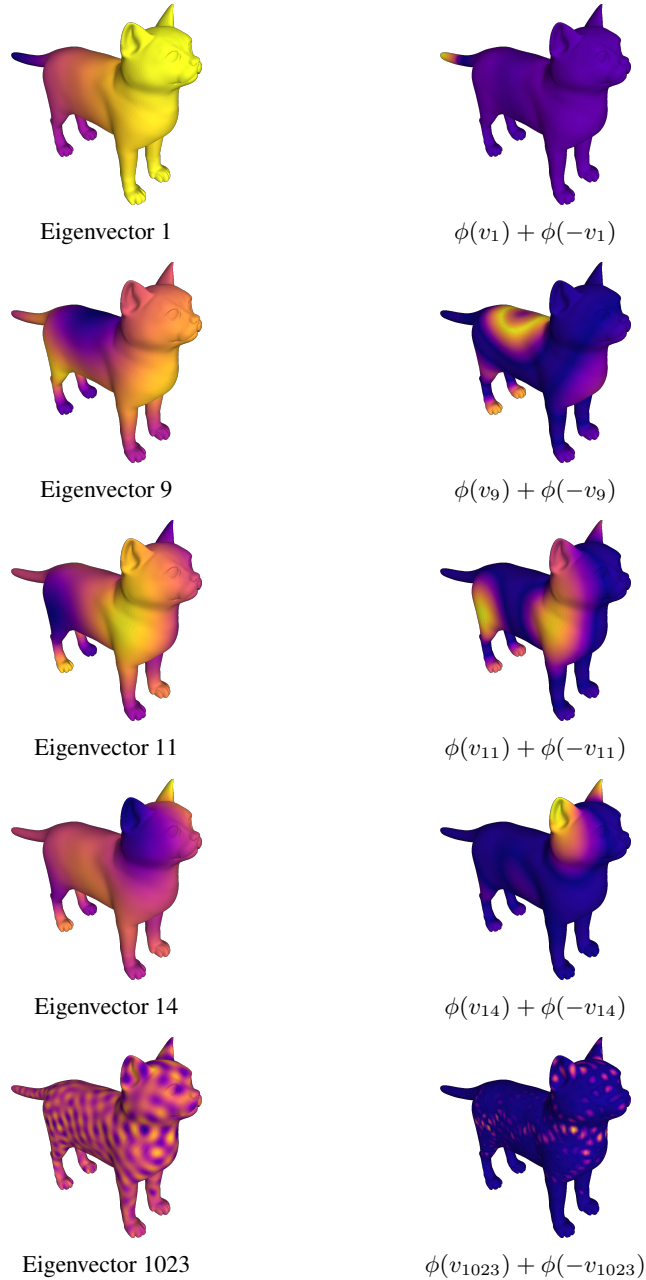 Eigenvector 1
ϕ(v₁) + ϕ(−v₁)
Eigenvector 9
ϕ(v₉) + ϕ(−v₉)
Eigenvector 11
ϕ(v₁₁) + ϕ(−v₁₁)
Eigenvector 14
ϕ(v₁₄) + ϕ(−v₁₄)
Eigenvector 1023
ϕ(v₁₀₂₃) + ϕ(−v₁₀₂₃)